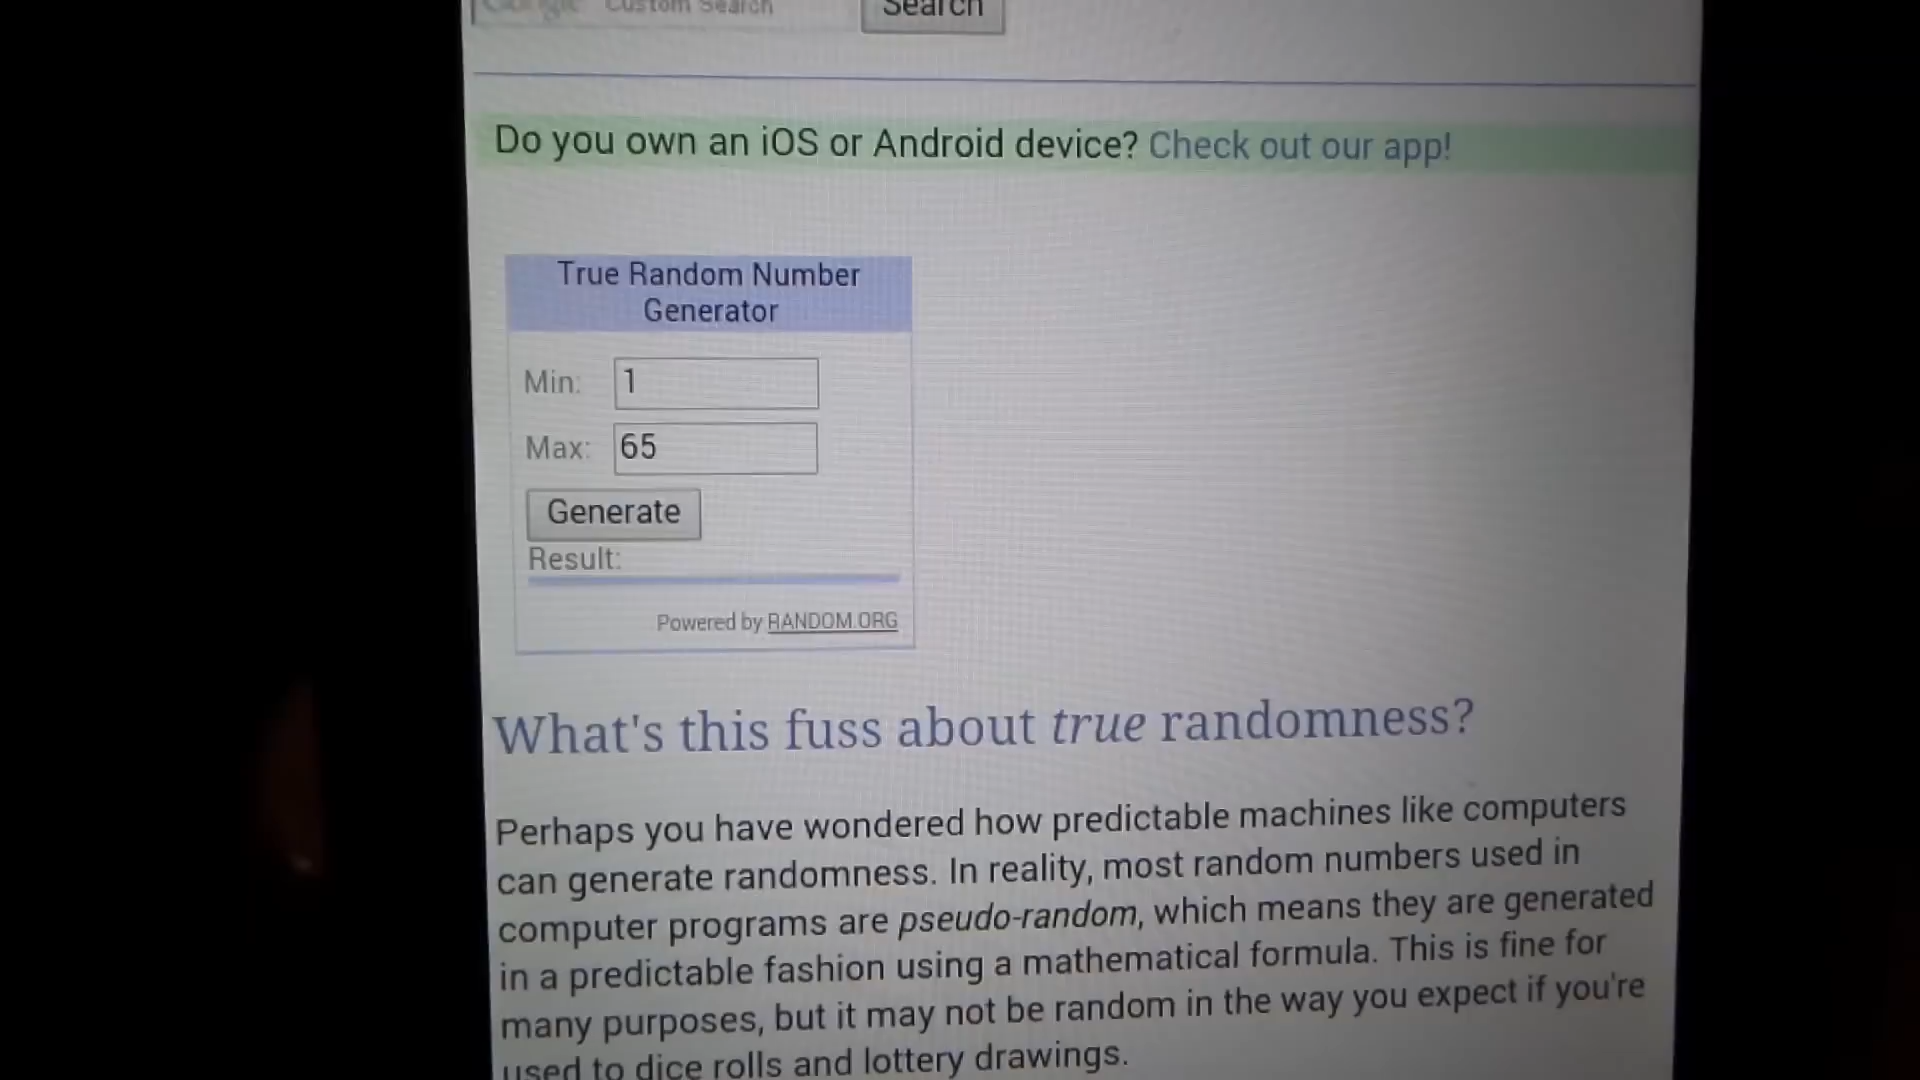 Google Custom Search Search
Do you own an iOS or Android device? Check out our app!
True Random Number
Generator
Min: 1
Max: 65
Generate
Result:
Powered by RANDOM.ORG
What's this fuss about true randomness?
Perhaps you have wondered how predictable machines like computers
can generate randomness. In reality, most random numbers used in
computer programs are pseudo-random, which means they are generated
in a predictable fashion using a mathematical formula. This is fine for
many purposes, but it may not be random in the way you expect if you're
used to dice rolls and lottery drawings.